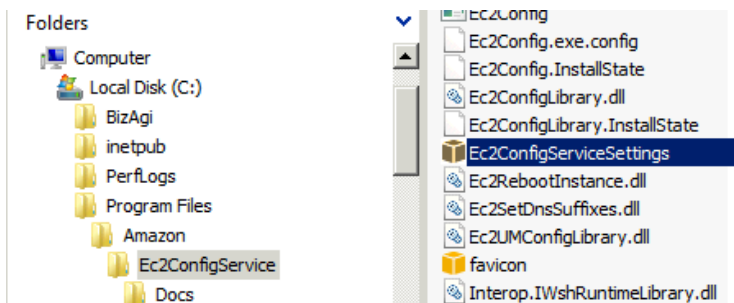 Folders
Computer
Local Disk (C:)
BizAgi
inetpub
PerfLogs
Program Files
Amazon
Ec2ConfigService
Docs
Ec2Config
Ec2Config.exe.config
Ec2Config.InstallState
Ec2ConfigLibrary.dll
Ec2ConfigLibrary.InstallState
Ec2ConfigServiceSettings
Ec2RebootInstance.dll
Ec2SetDnsSuffixes.dll
Ec2UMConfigLibrary.dll
favicon
Interop.IWshRuntimeLibrary.dll